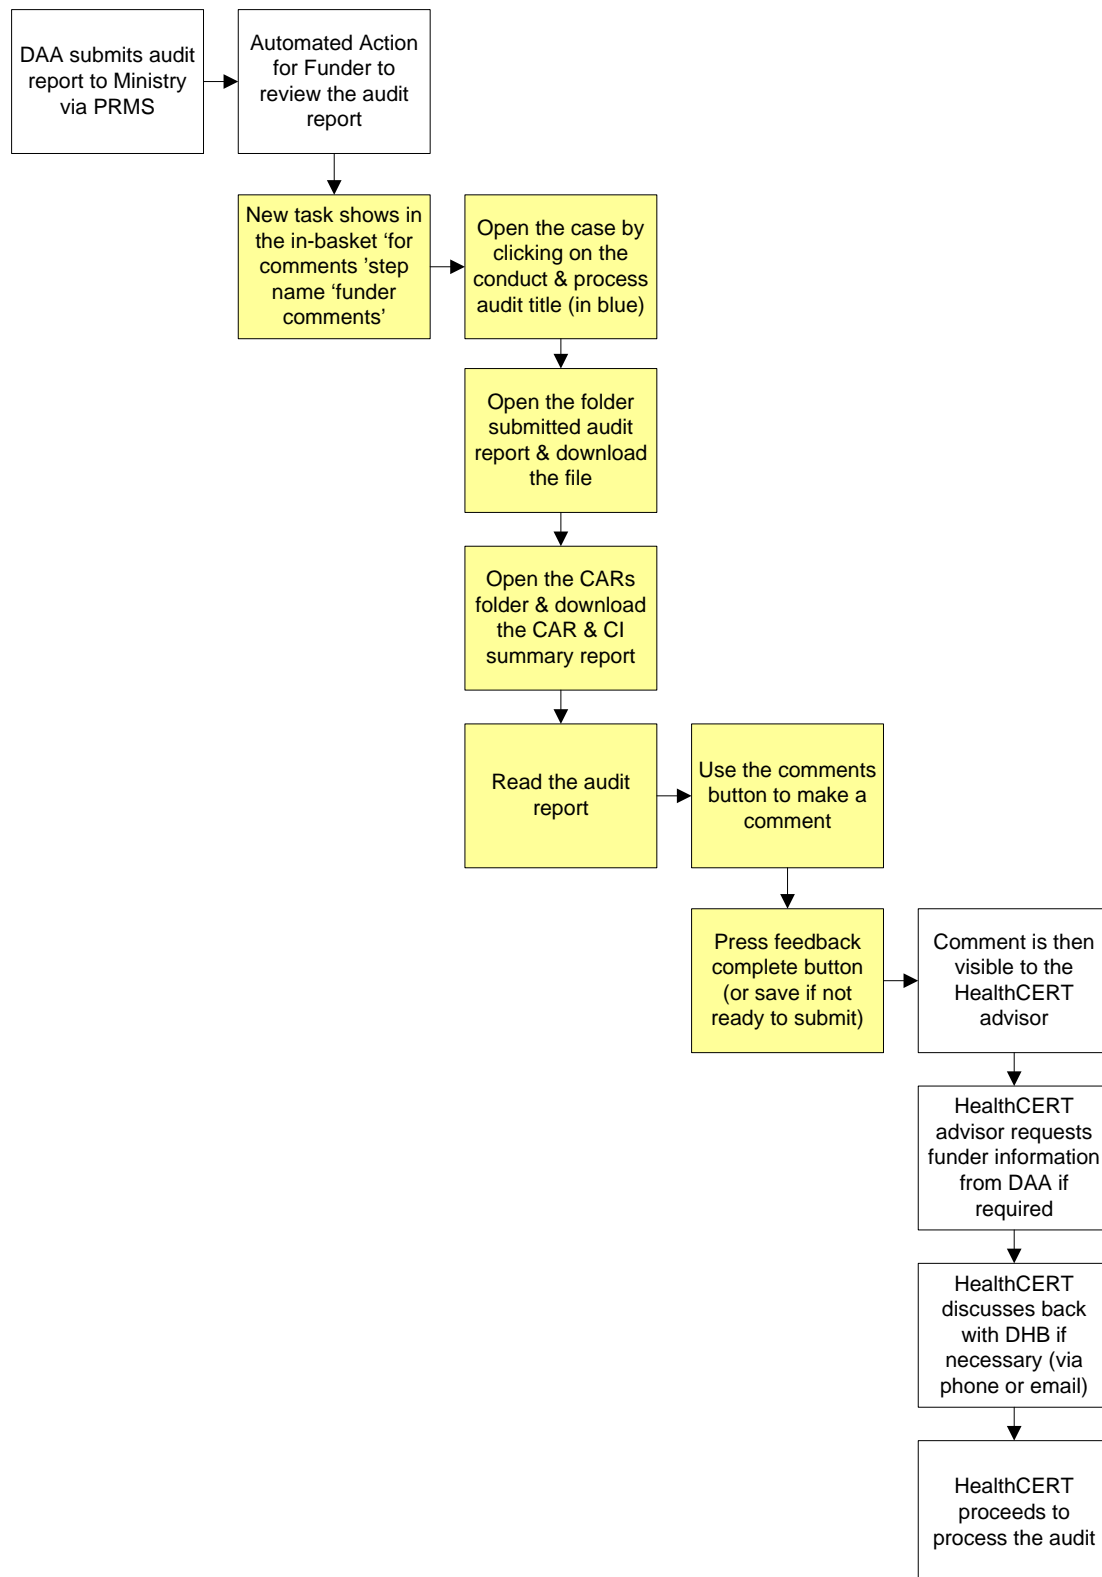 DAA submits audit
report to Ministry
via PRMS
Automated Action
for Funder to
review the audit
report
New task shows in
the in-basket ‘for
comments ’step
name ‘funder
comments’
Open the case by
clicking on the
conduct & process
audit title (in blue)
Open the folder
submitted audit
report & download
the file
Open the CARs
folder & download
the CAR & CI
summary report
Read the audit
report
Use the comments
button to make a
comment
Press feedback
complete button
(or save if not
ready to submit)
Comment is then
visible to the
HealthCERT
advisor
HealthCERT
advisor requests
funder information
from DAA if
required
HealthCERT
discusses back
with DHB if
necessary (via
phone or email)
HealthCERT
proceeds to
process the audit